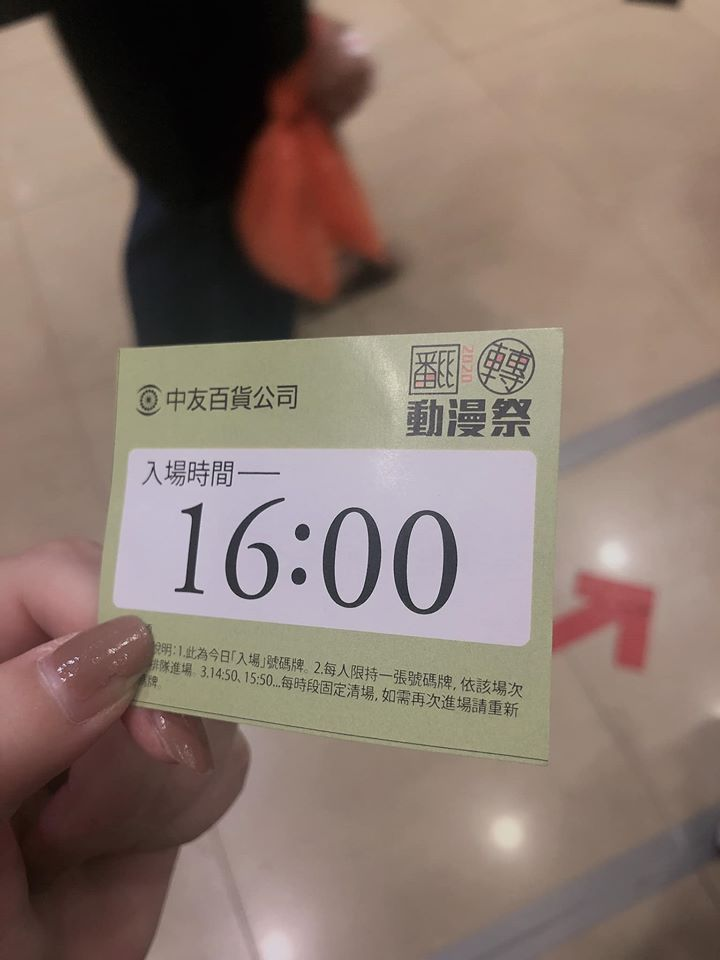 中友百貨公司
翻轉
2020
動漫祭
入場時間—
16:00
說明:1.此為今日「入場」號碼牌。2.每人限持一張號碼牌,依該場次
排隊進場。3.14:50、15:50...每時段固定清場,如需再次進場請重新
碼牌。